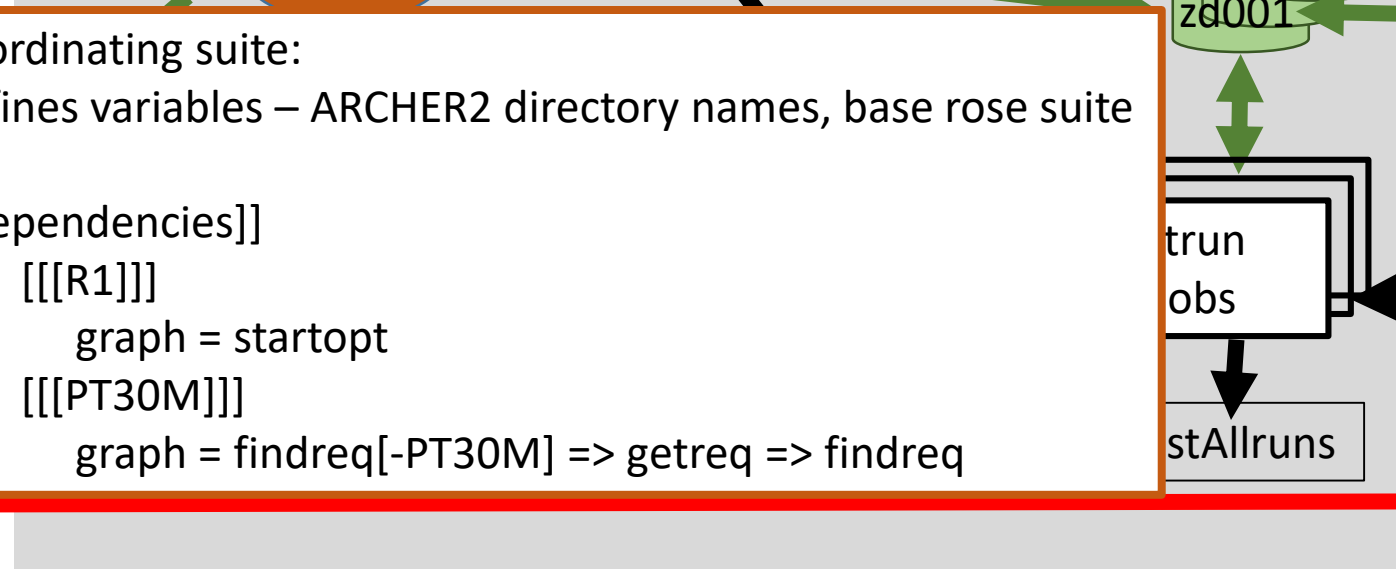 ordinating suite:
fines variables – ARCHER2 directory names, base rose suite
ependencies]]
[[[R1]]]
graph = startopt
[[[PT30M]]]
graph = findreq[-PT30M] => getreq => findreq
zd001
trun
obs
stAllruns